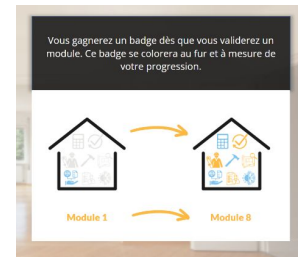 Vous gagnerez un badge dès que vous validerez un
module. Ce badge se colorera au fur et à mesure de
votre progression.
Module 1
Module 8